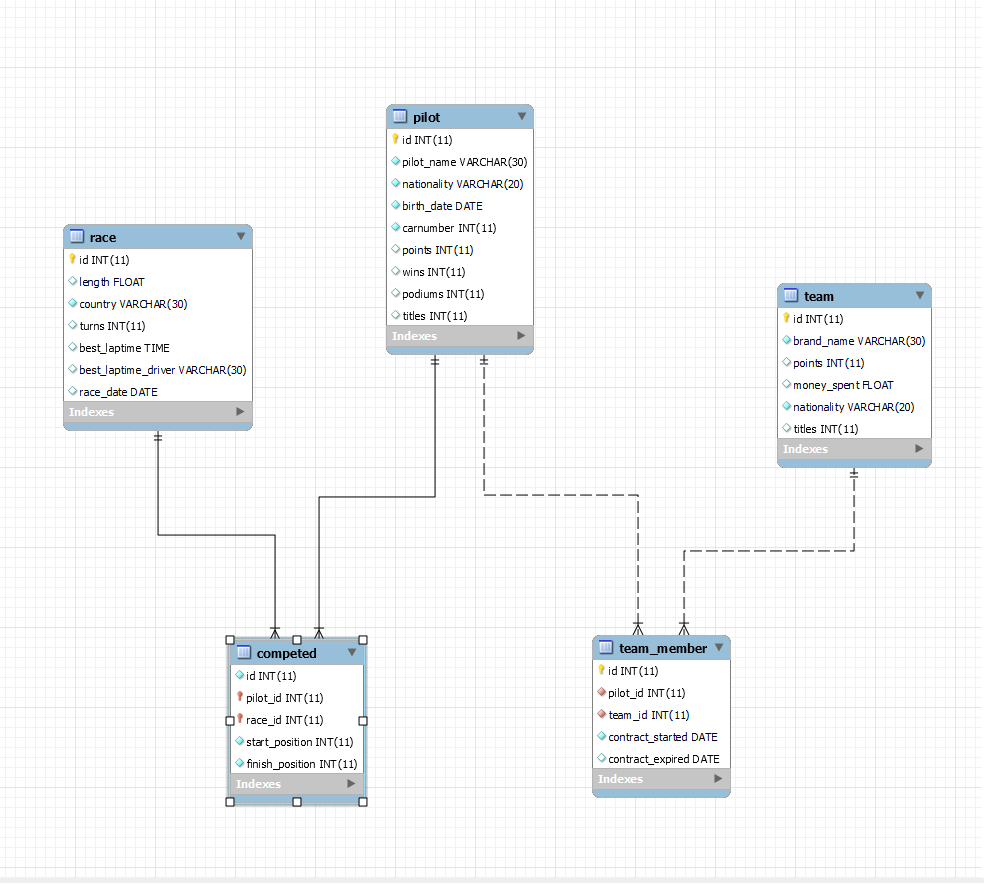 pilot
id INT(11)
pilot_name VARCHAR(30)
nationality VARCHAR(20)
birth_date DATE
carnumber INT(11)
points INT(11)
wins INT(11)
podiums INT(11)
titles INT(11)
Indexes
race
id INT(11)
length FLOAT
country VARCHAR(30)
turns INT(11)
best_laptime TIME
best_laptime_driver VARCHAR(30)
race_date DATE
Indexes
team
id INT(11)
brand_name VARCHAR(30)
points INT(11)
money_spent FLOAT
nationality VARCHAR(20)
titles INT(11)
Indexes
competed
id INT(11)
pilot_id INT(11)
race_id INT(11)
start_position INT(11)
finish_position INT(11)
Indexes
team_member
id INT(11)
pilot_id INT(11)
team_id INT(11)
contract_started DATE
contract_expired DATE
Indexes